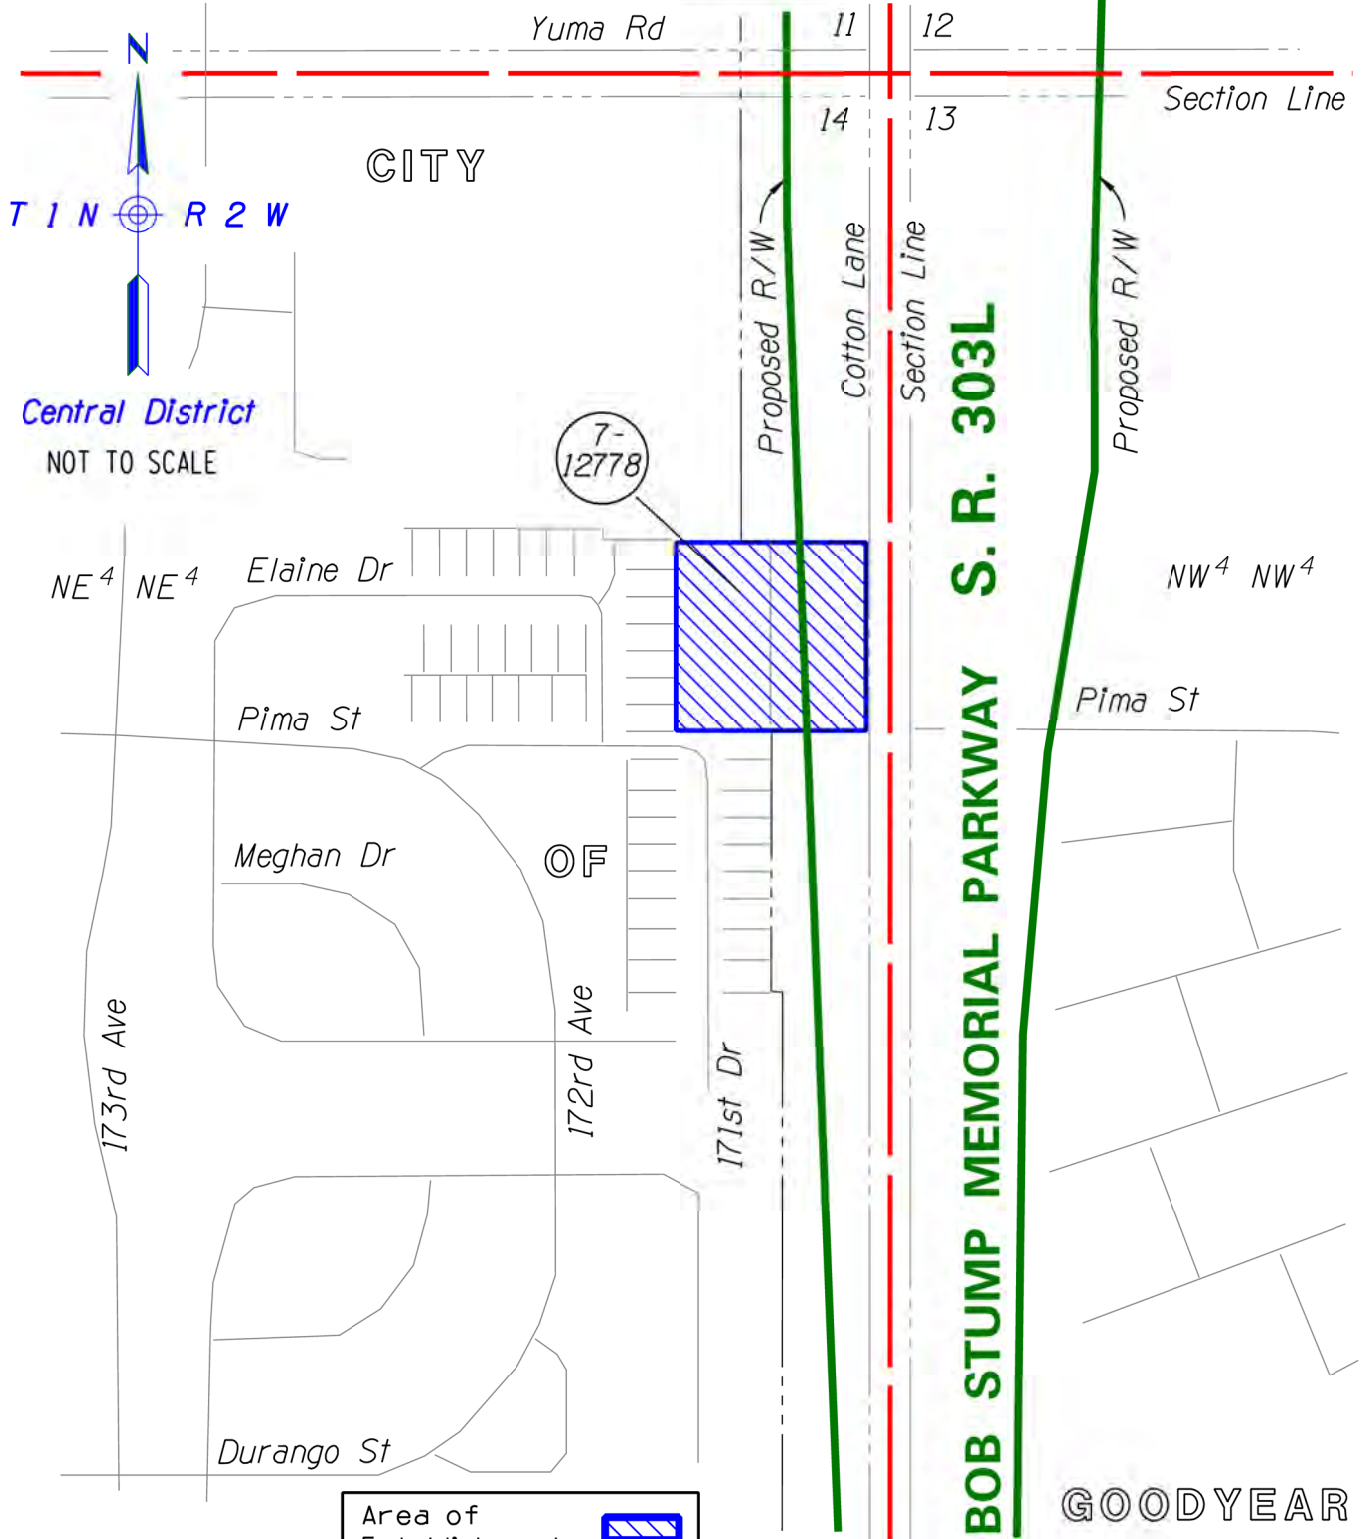 Yuma Rd
11
12
Section Line
14
13
N
CITY
T 1 N
R 2 W
Proposed R/W
Cotton Lane
Section Line
Proposed R/W
S. R. 303L
Central District
NOT TO SCALE
7-
12778
NE 4
NE 4
Elaine Dr
NW 4
NW 4
Pima St
Pima St
Meghan Dr
OF
BOB STUMP MEMORIAL PARKWAY
173rd Ave
172rd Ave
171st Dr
Durango St
GOODYEAR
Area of